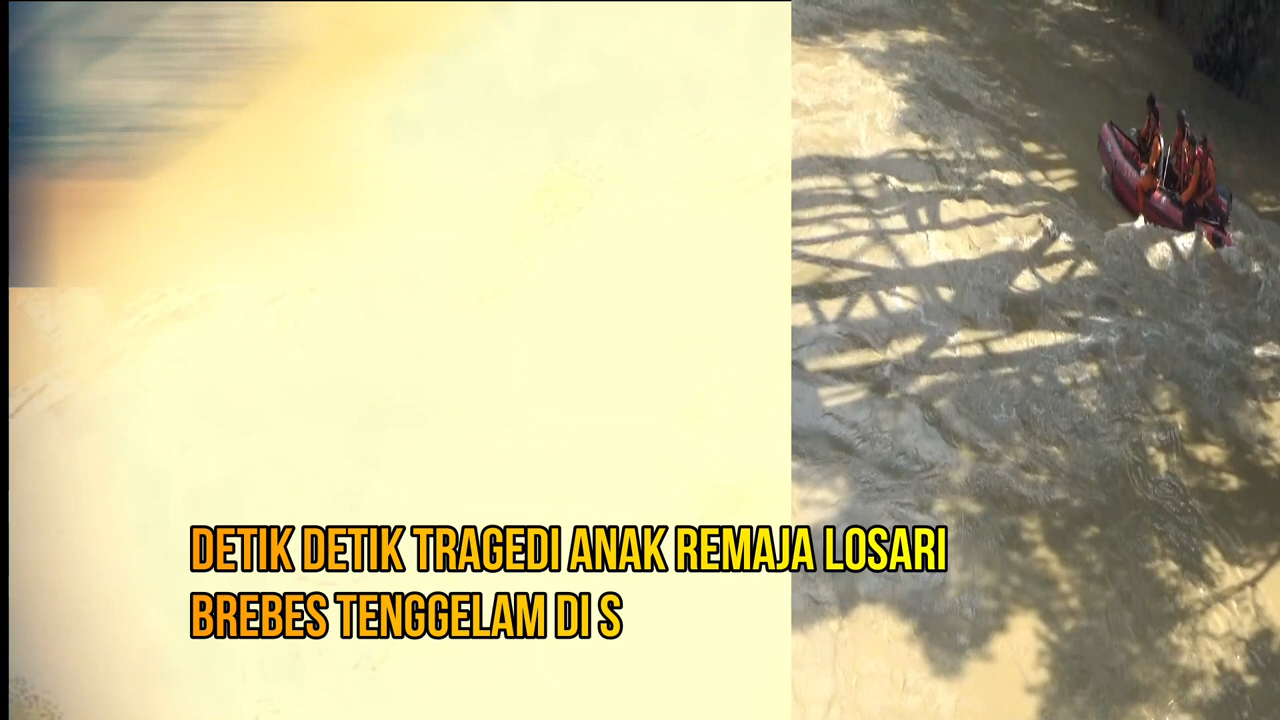 DETIK DETIK TRAGEDI ANAK REMAJA LOSARI
BREBES TENGGELAM DI S